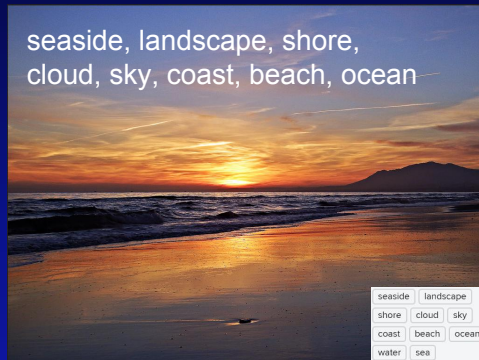 seaside, landscape, shore,
cloud, sky, coast, beach, ocean
seaside landscape
shore cloud sky
coast beach ocean
water sea